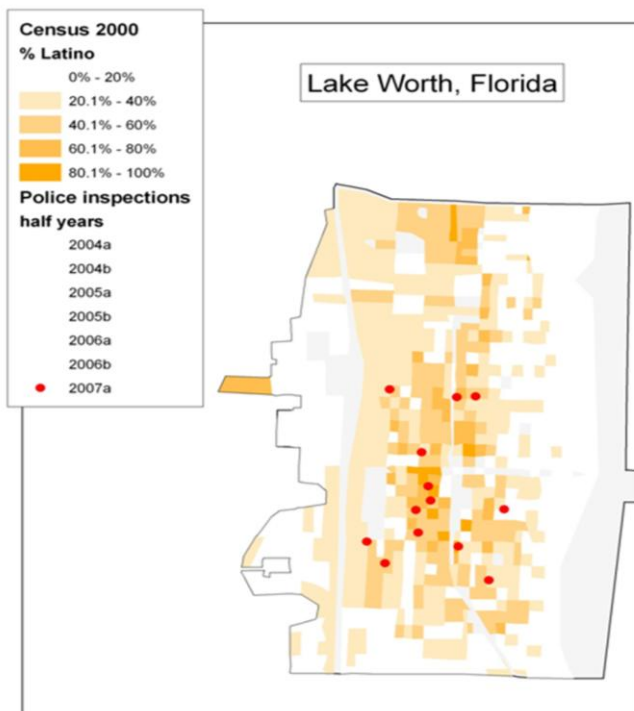 Census 2000
% Latino
0% - 20%
20.1% - 40%
40.1% - 60%
60.1% - 80%
80.1% - 100%
Police inspections
half years
2004a
2004b
2005a
2005b
2006a
2006b
2007a
Lake Worth, Florida